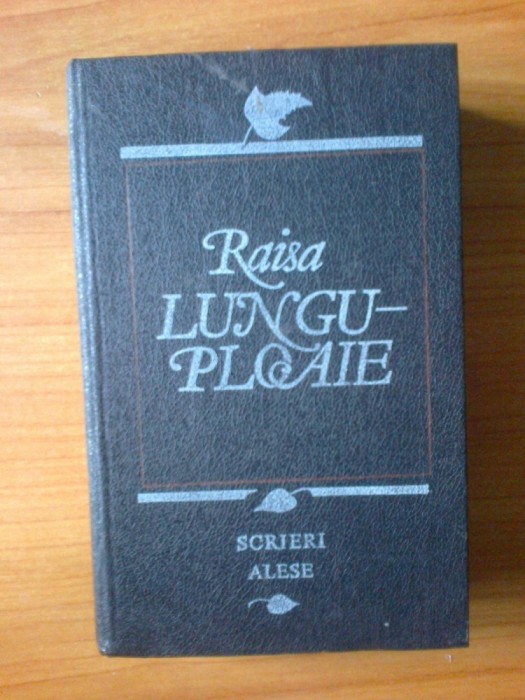 Raisa
LUNGU-
PLOAIE
SCRIERI
ALESE